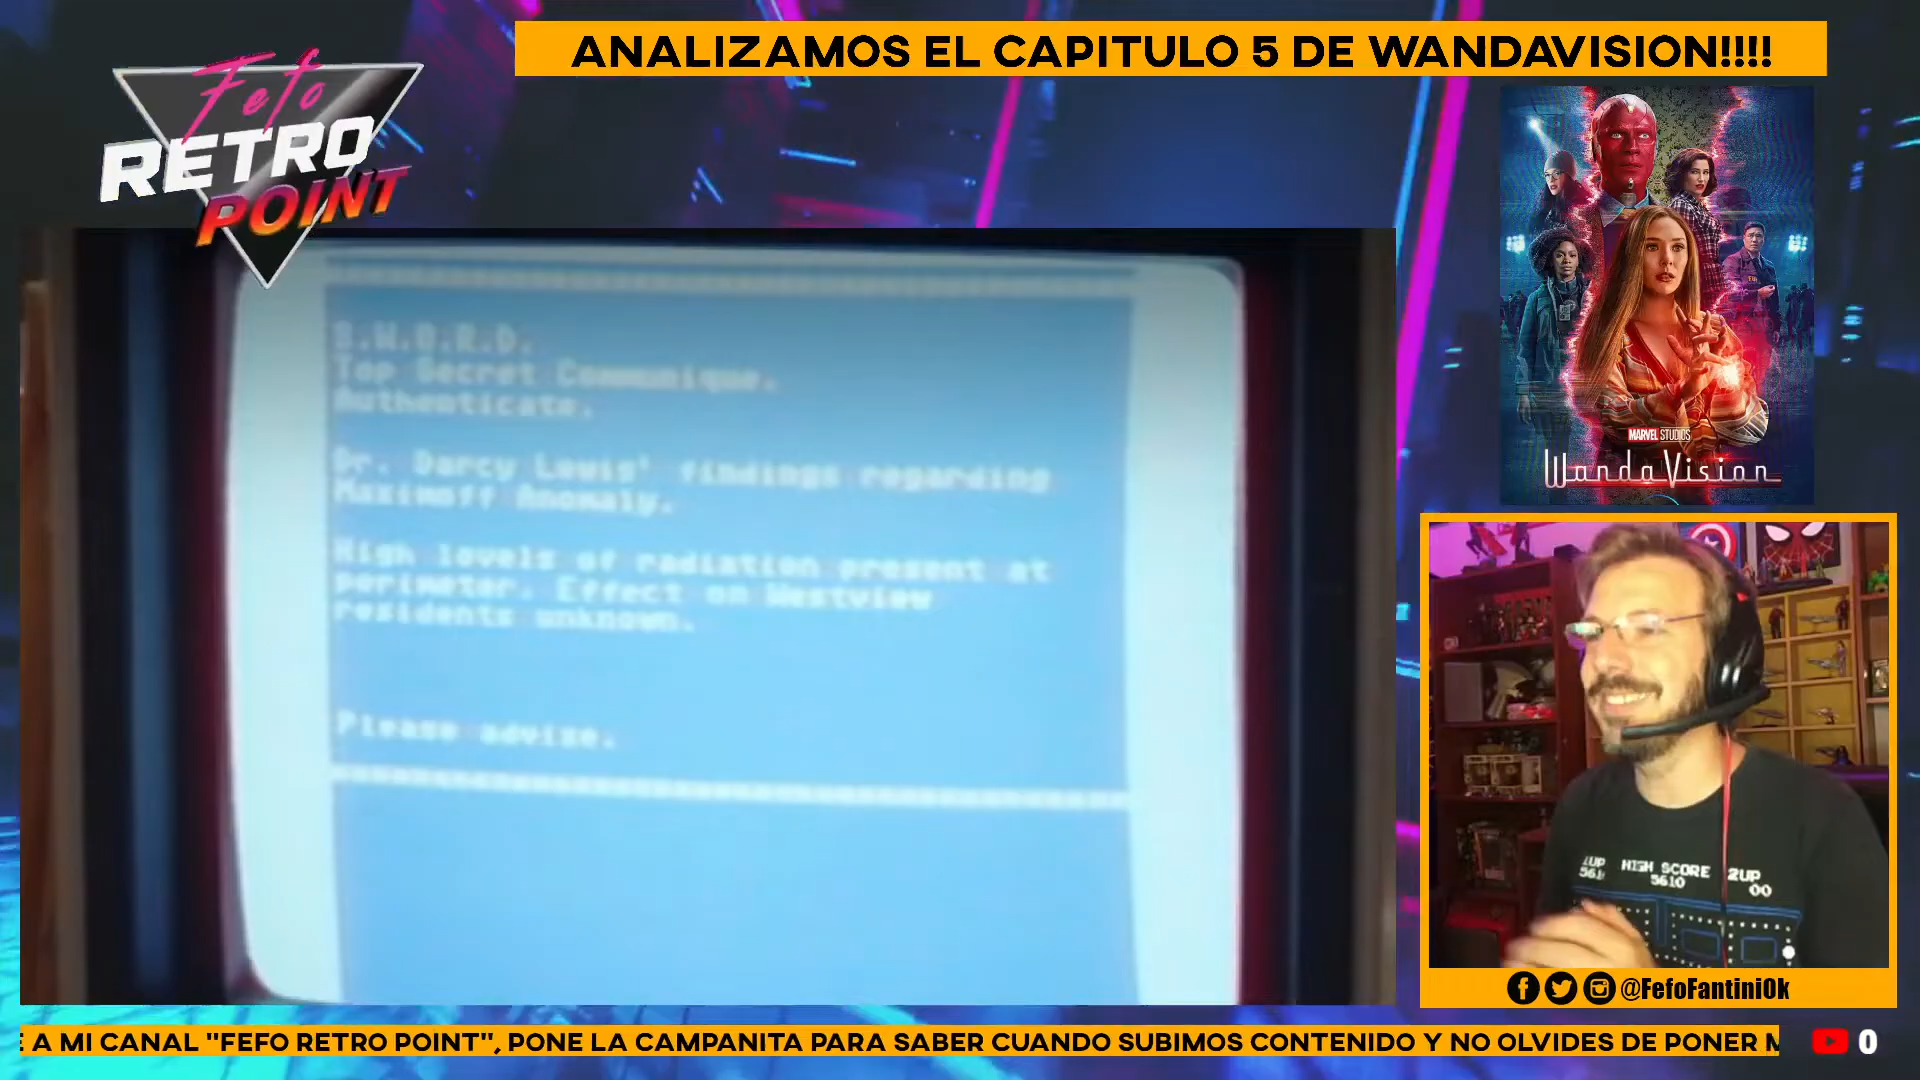 ANALIZAMOS EL CAPITULO 5 DE WANDAVISION!!!!
Fefo
RETRO
POINT
S.W.O.R.D.
Top Secret Communique.
Authenticate.
Dr. Darcy Lewis' findings regarding
Maximoff Anomaly.
High levels of radiation present at
perimeter. Effect on Westview
residents unknown.
Please advise.
MARVEL STUDIOS
WandaVision
1UP HIGH SCORE 2UP
5610 00
@FefoFantiniOk
E A MI CANAL "FEFO RETRO POINT", PONE LA CAMPANITA PARA SABER CUANDO SUBIMOS CONTENIDO Y NO OLVIDES DE PONER M
0